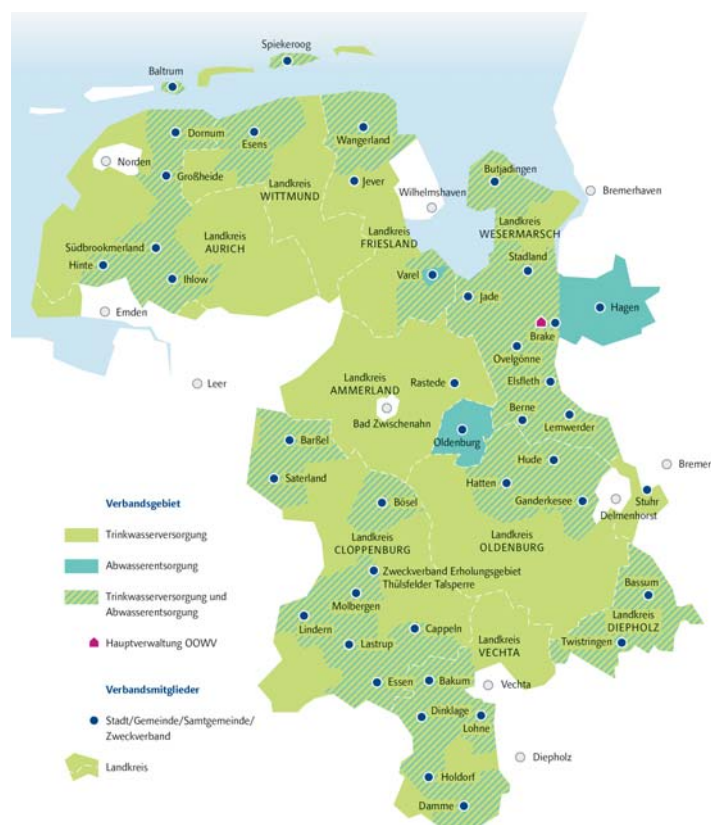 Spiekeroog
Baltrum
Dornum
Esens
Wangerland
Norden
Großheide
Landkreis
WITTMUND
Jever
Wilhelmshaven
Butjadingen
Bremerhaven
Landkreis
AURICH
Landkreis
FRIESLAND
Landkreis
WESERMARSCH
Südbrookmerland
Hinte
Ihlow
Varel
Stadland
Jade
Hagen
Emden
Brake
Ovelgönne
Leer
Landkreis
AMMERLAND
Rastede
Elsfleth
Bad Zwischenahn
Berne
Lemwerder
Oldenburg
Barßel
Hude
Bremen
Saterland
Hatten
Ganderkesee
Stuhr
Delmenhorst
Bösel
Landkreis
CLOPPENBURG
Landkreis
OLDENBURG
Zweckverband Erholungsgebiet
Thülsfelder Talsperre
Molbergen
Bassum
Landkreis
DIEPHOLZ
Lindern
Cappeln
Lastrup
Landkreis
VECHTA
Twistringen
Essen
Bakum
Vechta
Dinklage
Lohne
Diepholz
Holdorf
Damme
Verbandsgebiet
Trinkwasserversorgung
Abwasserentsorgung
Trinkwasserversorgung und
Abwasserentsorgung
Hauptverwaltung OOWV
Verbandsmitglieder
Stadt/Gemeinde/Samtgemeinde/
Zweckverband
Landkreis